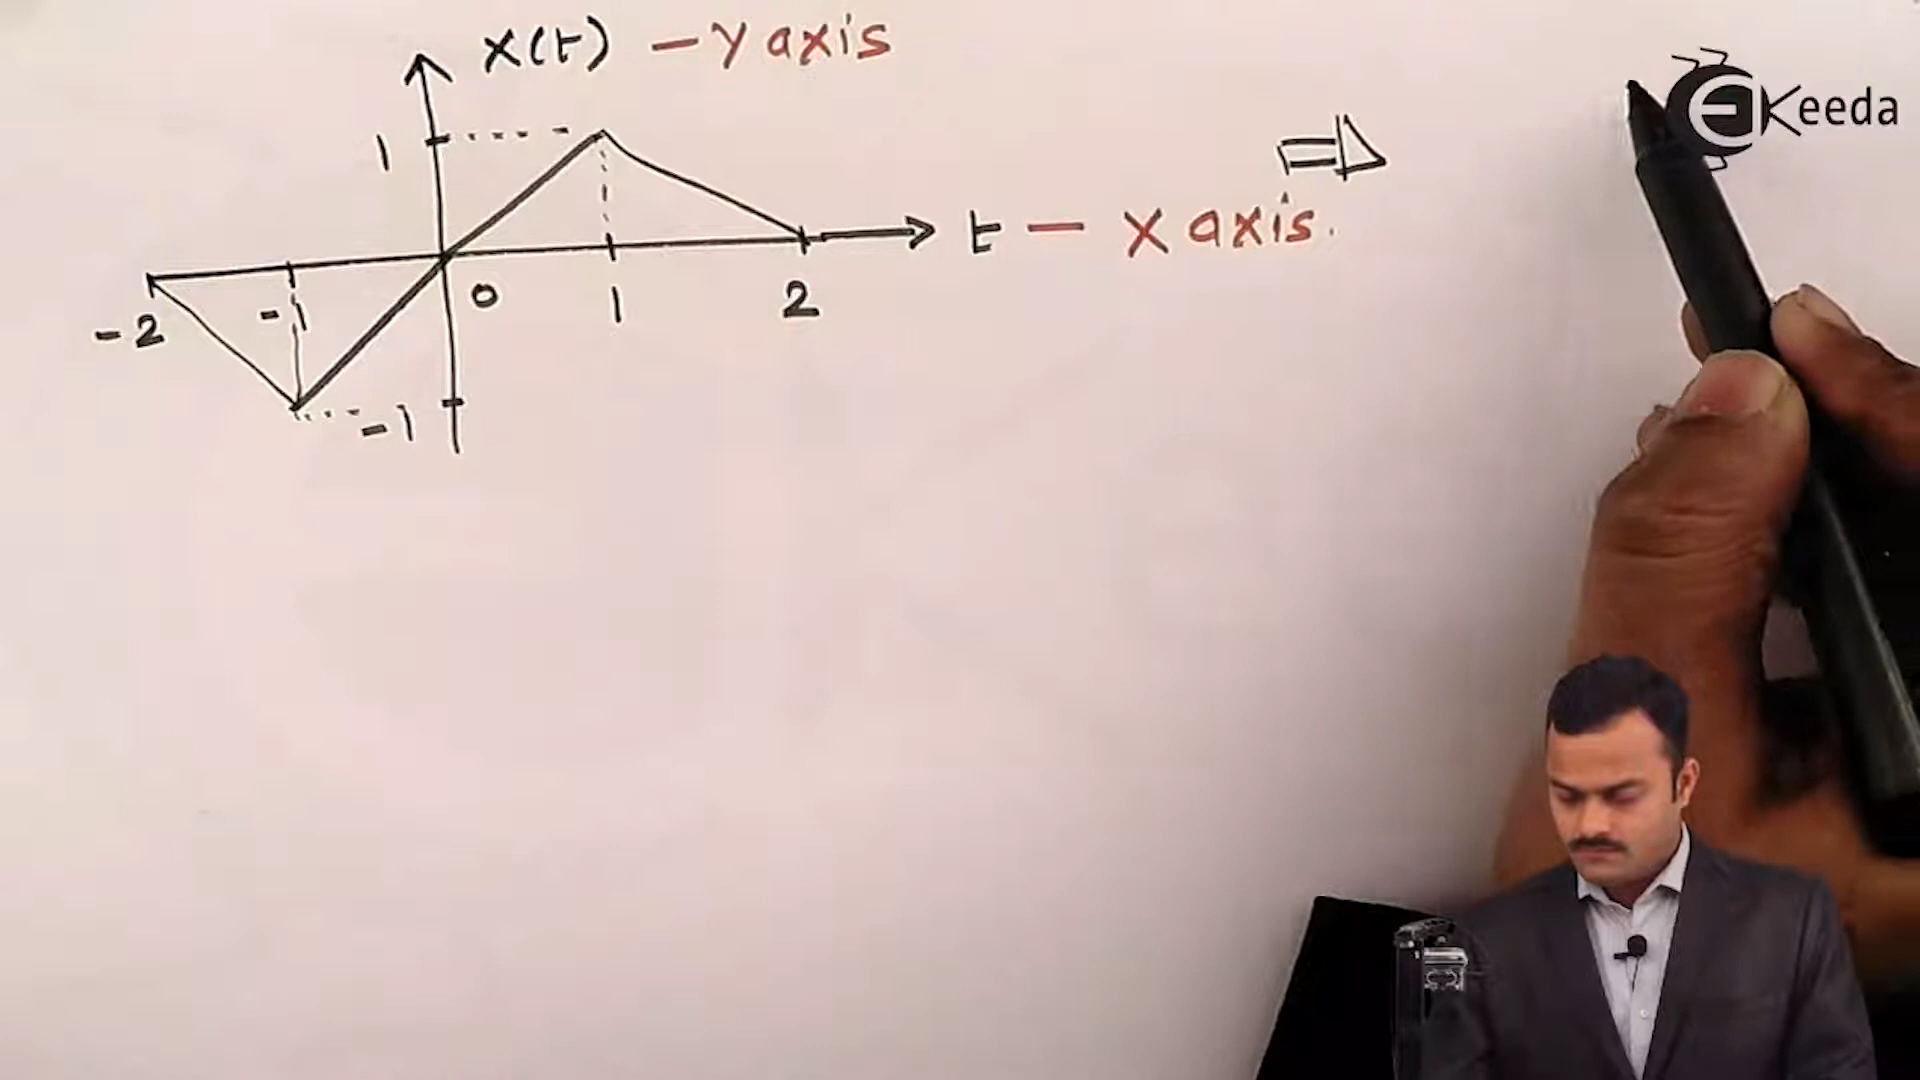 x(t) - y axis
Keeda
1
t - x axis.
-2
-1
0
1
2
-1